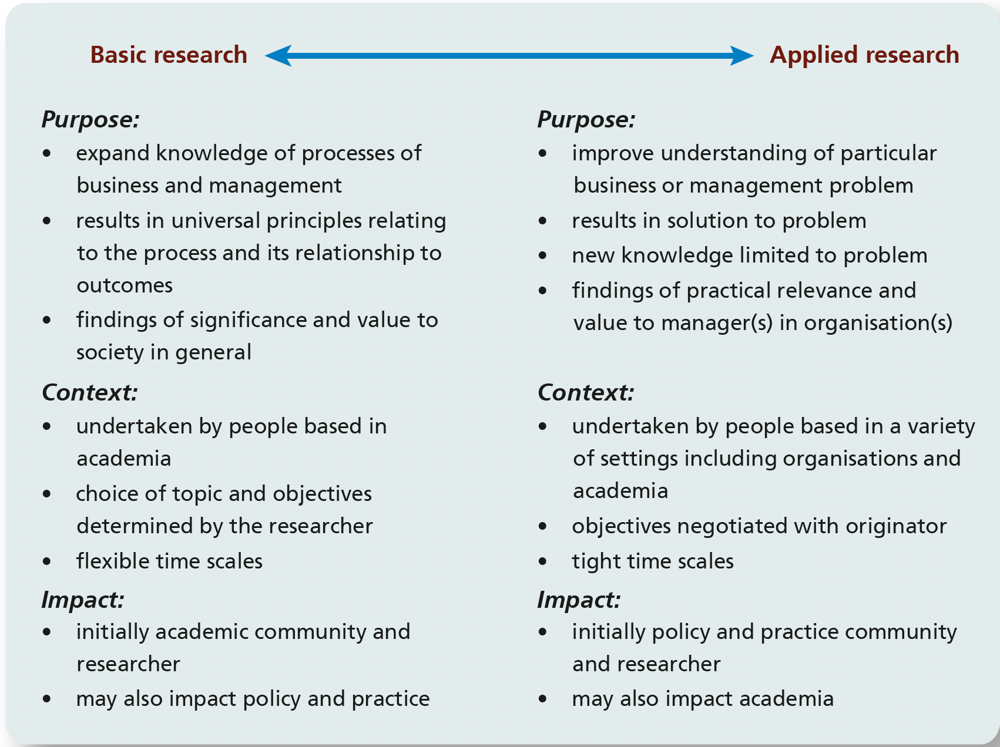 Basic research
Applied research
Purpose:
• expand knowledge of processes of
business and management
• results in universal principles relating
to the process and its relationship to
outcomes
• findings of significance and value to
society in general
Context:
• undertaken by people based in
academia
• choice of topic and objectives
determined by the researcher
• flexible time scales
Impact:
• initially academic community and
researcher
• may also impact policy and practice
Purpose:
• improve understanding of particular
business or management problem
• results in solution to problem
• new knowledge limited to problem
• findings of practical relevance and
value to manager(s) in organisation(s)
Context:
• undertaken by people based in a variety
of settings including organisations and
academia
• objectives negotiated with originator
• tight time scales
Impact:
• initially policy and practice community
and researcher
• may also impact academia